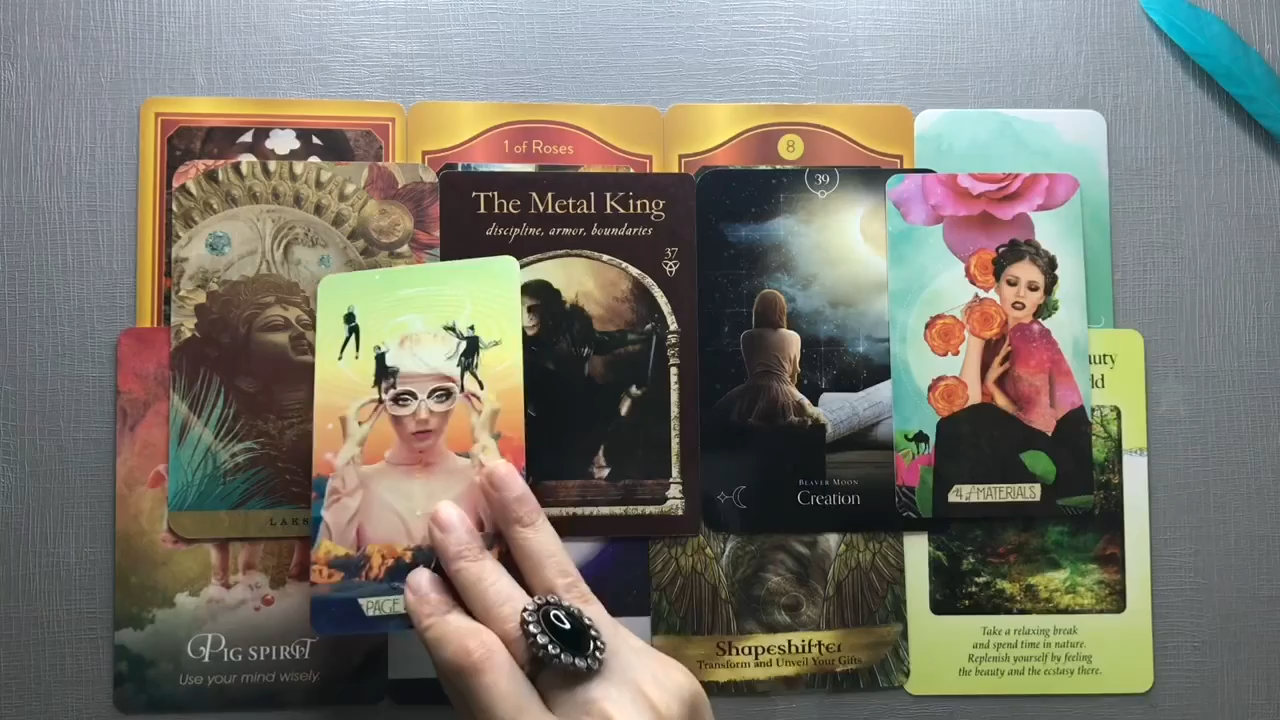 1 of Roses
8
The Metal King
discipline, armor, boundaries
37
39
BEAVER MOON
Creation
LAKS
PAGE
4 of MATERIALS
PIG SPIRIT
Use your mind wisely.
Shapeshifter
Transform and Unveil Your Gifts
Take a relaxing break
and spend time in nature.
Replenish yourself by feeling
the beauty and the ecstasy there.